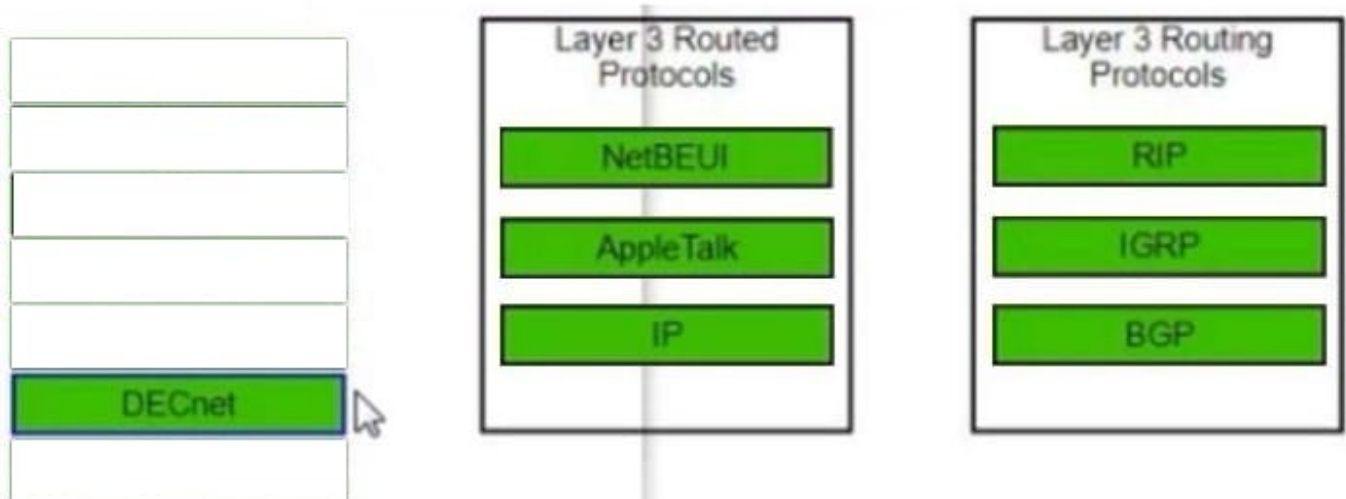 Layer 3 Routed
Protocols
NetBEUI
AppleTalk
IP
Layer 3 Routing
Protocols
RIP
IGRP
BGP
DECnet